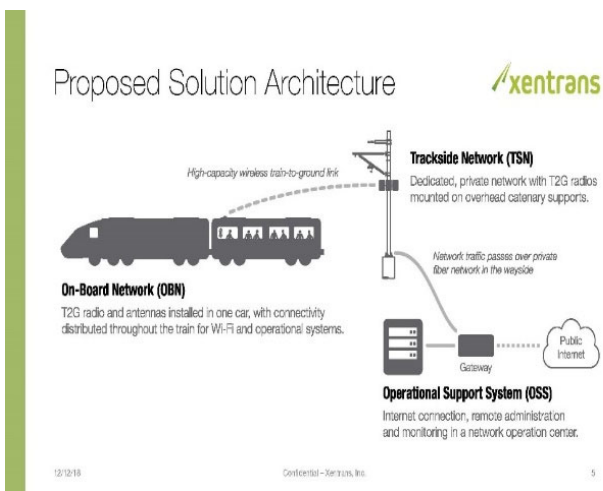 Proposed Solution Architecture
xentrans
High-capacity wireless train-to-ground link
Trackside Network (TSN)
Dedicated, private network with T2G radios
mounted on overhead catenary supports.
Network traffic passes over private
fiber network in the wayside
On-Board Network (OBN)
T2G radio and antennas installed in one car, with connectivity
distributed throughout the train for Wi-Fi and operational systems.
Public
Internet
Gateway
Operational Support System (OSS)
Internet connection, remote administration
and monitoring in a network operation center.
12/12/18
Confidential – Xentrans, Inc.
5